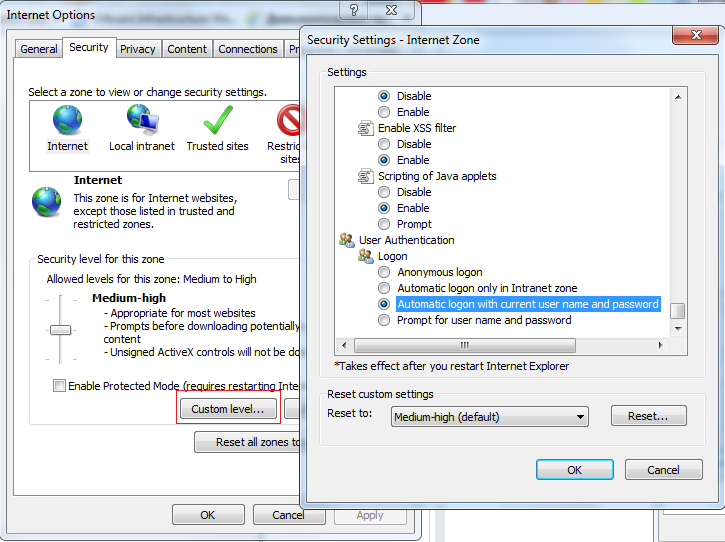 Internet Options
General
Security
Privacy
Content
Connections
Select a zone to view or change security settings.
Internet
Local intranet
Trusted sites
sites
Internet
This zone is for Internet websites,
except those listed in trusted and
restricted zones.
Security level for this zone
Allowed levels for this zone: Medium to High
Medium-high
- Appropriate for most websites
- Prompts before downloading potentially
content
- Unsigned ActiveX controls will not be
Enable Protected Mode (requires restarting
Custom level...
Reset all zones to
OK
Cancel
Apply
Security Settings - Internet Zone
Settings
Disable
Enable
Enable XSS filter
Disable
Enable
Scripting of Java applets
Disable
Enable
Prompt
User Authentication
Logon
Anonymous logon
Automatic logon only in Intranet zone
Automatic logon with current user name and password
Prompt for user name and password
*Takes effect after you restart Internet Explorer
Reset custom settings
Reset to:
Medium-high (default)
Reset...
OK
Cancel